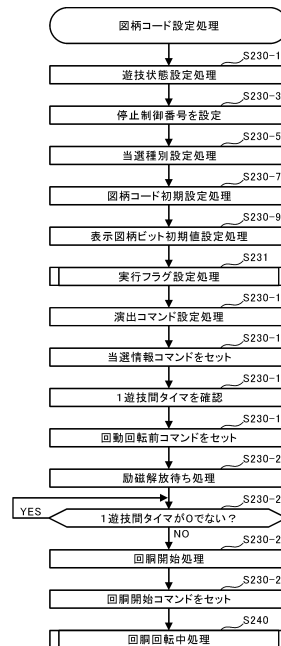 図柄コード設定処理
S230-1
遊技状態設定処理
S230-3
停止制御番号を設定
S230-5
当選種別設定処理
S230-7
図柄コード初期設定処理
S230-9
表示図柄ビット初期値設定処理
S231
実行フラグ設定処理
S230-1
演出コマンド設定処理
S230-1
当選情報コマンドをセット
S230-1
1遊技間タイマを確認
S230-1
回動回転前コマンドをセット
S230-2
励磁解放待ち処理
S230-2
YES
1遊技間タイマが0でない？
NO
S230-2
回胴開始処理
S230-2
回胴開始コマンドをセット
S240
回胴回転中処理